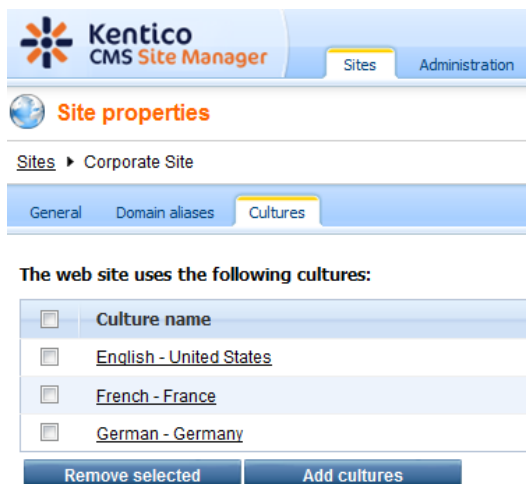 Kentico
CMS Site Manager
Sites Administration
Site properties
Sites ▸ Corporate Site
General Domain aliases Cultures
The web site uses the following cultures:
Culture name
English - United States
French - France
German - Germany
Remove selected Add cultures